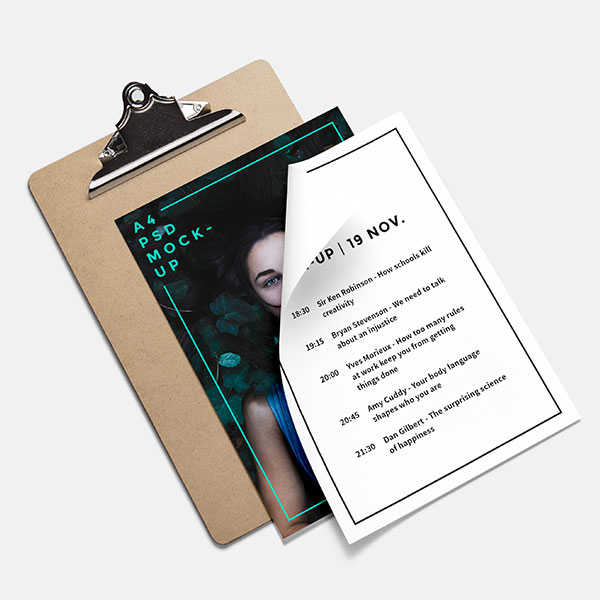 A4
PSD
MOCK-
UP
-UP | 19 NOV.
18:30 Sir Ken Robinson - How schools kill
creativity
19:15 Bryan Stevenson - We need to talk
about an injustice
20:00 Yves Morieux - How too many rules
at work keep you from getting
things done
20:45 Amy Cuddy - Your body language
shapes who you are
21:30 Dan Gilbert - The surprising science
of happiness